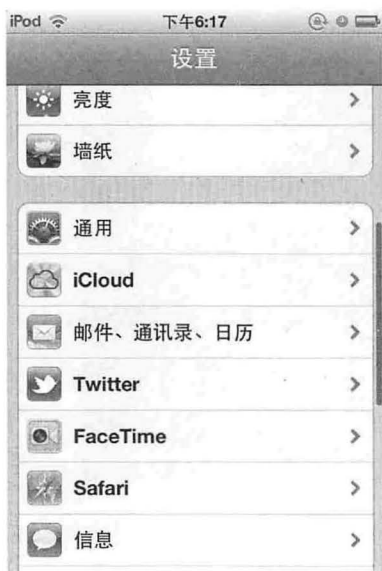 iPod 下午6:17
设置
亮度
墙纸
通用
iCloud
邮件、通讯录、日历
Twitter
FaceTime
Safari
信息